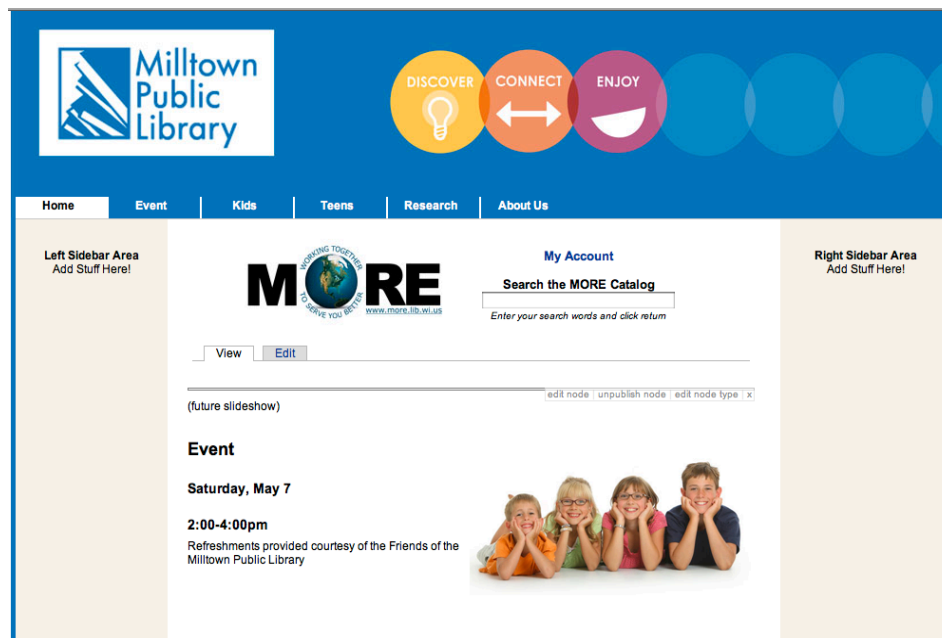 Milltown
Public
Library
DISCOVER
CONNECT
ENJOY
Home Event Kids Teens Research About Us
Left Sidebar Area
Add Stuff Here!
WORKING TOGETHER
MORE
TO SERVE YOU BETTER
www.more.lib.wi.us
My Account
Search the MORE Catalog
Enter your search words and click return
Right Sidebar Area
Add Stuff Here!
View Edit
edit node | unpublish node | edit node type | x
(future slideshow)
Event
Saturday, May 7
2:00-4:00pm
Refreshments provided courtesy of the Friends of the
Milltown Public Library